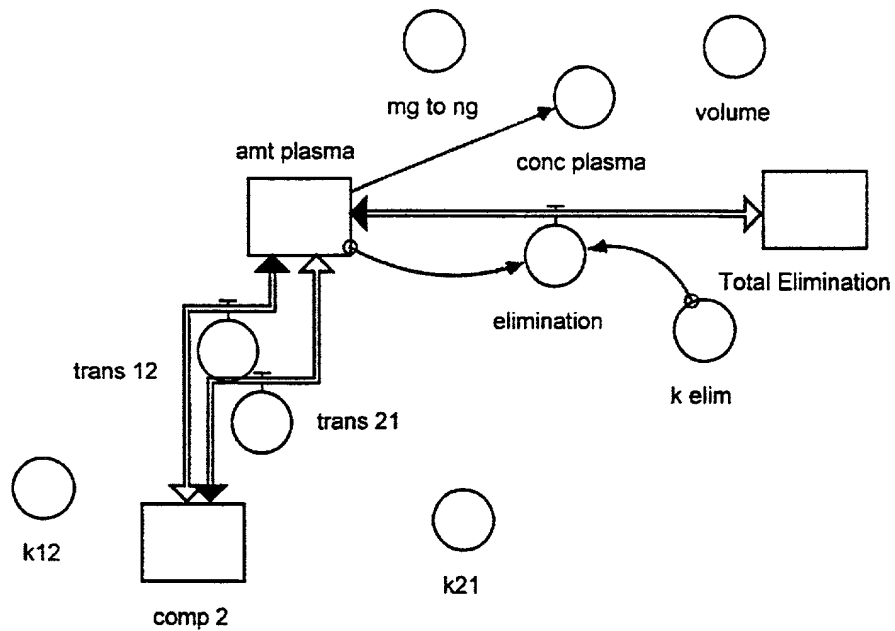 mg to ng
volume
amt plasma
conc plasma
Total Elimination
elimination
trans 12
k elim
trans 21
k12
k21
comp 2